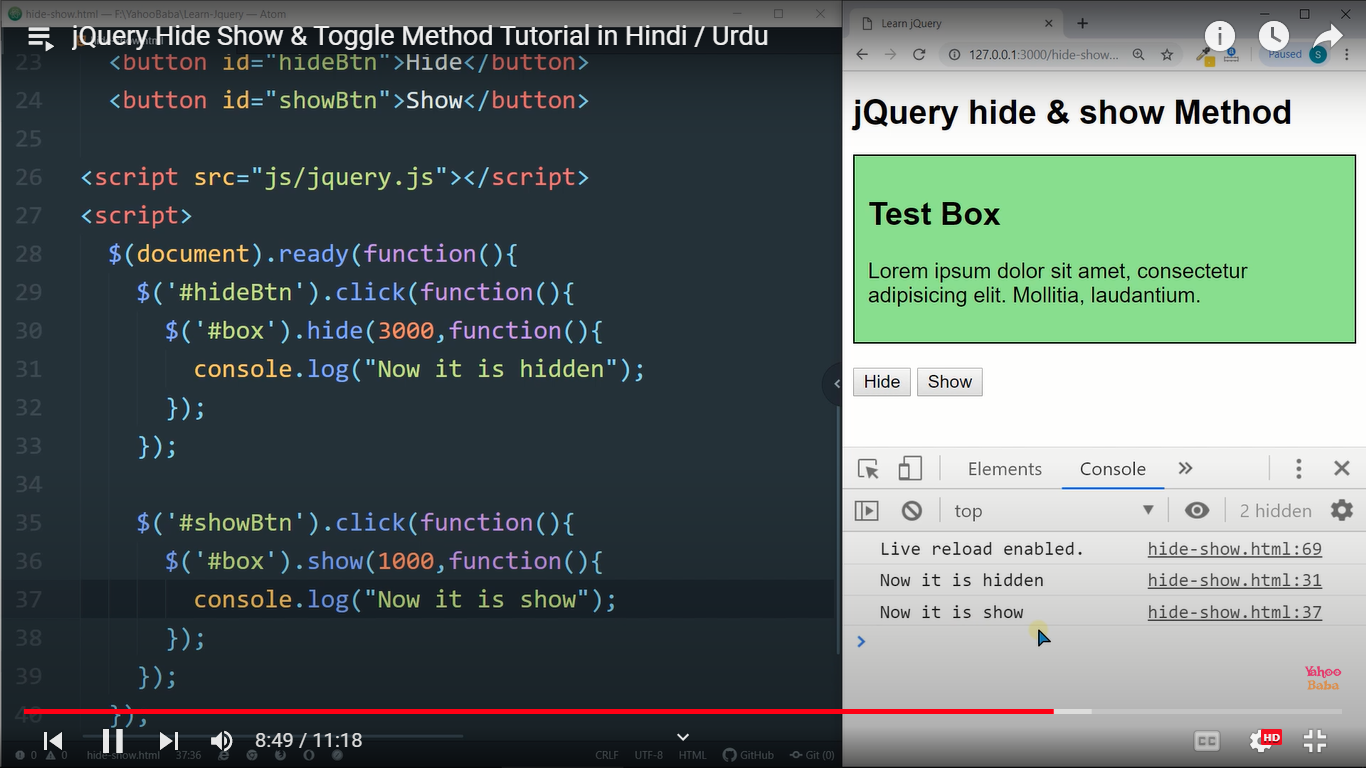 hide-show.html — F:\YahooBaba\Learn-Jquery — Atom
jQuery Hide Show & Toggle Method Tutorial in Hindi / Urdu
23 <button id="hideBtn">Hide</button>
24 <button id="showBtn">Show</button>
25
26 <script src="js/jquery.js"></script>
27 <script>
28 $(document).ready(function(){
29 $('#hideBtn').click(function(){
30 $('#box').hide(3000,function(){
31 console.log("Now it is hidden");
32 });
33 });
34
35 $('#showBtn').click(function(){
36 $('#box').show(1000,function(){
37 console.log("Now it is show");
38 });
39 });
40 });
8:49 / 11:18
0 0 hide-show.html 37:36 CRLF UTF-8 HTML GitHub Git (0)
Learn jQuery
127.0.0.1:3000/hide-show... Paused S
jQuery hide & show Method
Test Box
Lorem ipsum dolor sit amet, consectetur
adipisicing elit. Mollitia, laudantium.
Hide Show
Elements Console
top 2 hidden
Live reload enabled. hide-show.html:69
Now it is hidden hide-show.html:31
Now it is show hide-show.html:37
Yahoo
Baba
CC HD